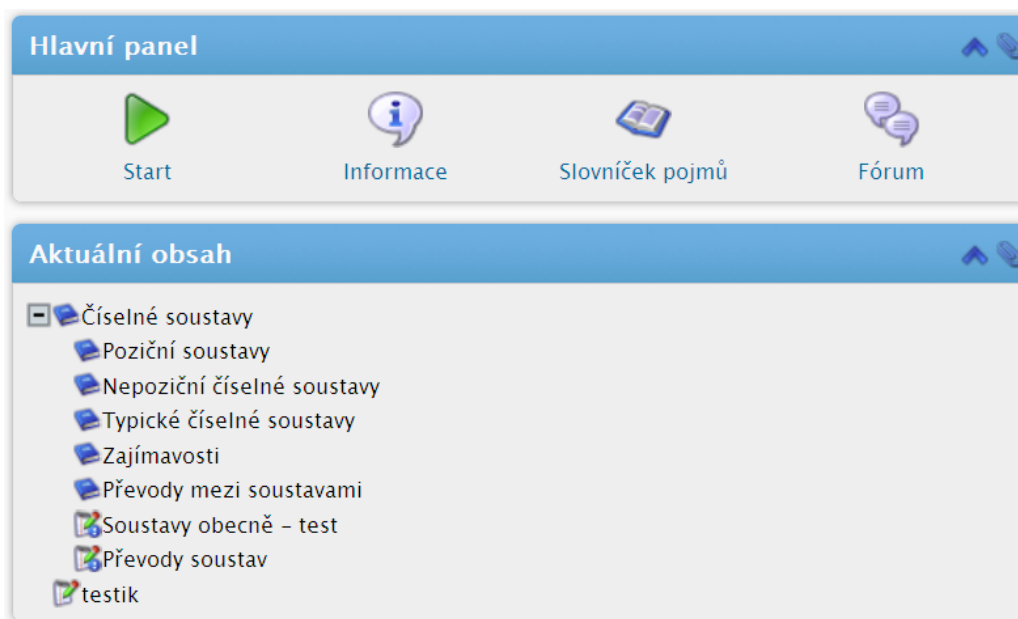 Hlavní panel
Start Informace Slovníček pojmů Fórum
Aktuální obsah
Číselné soustavy
Poziční soustavy
Nepoziční číselné soustavy
Typické číselné soustavy
Zajímavosti
Převody mezi soustavami
Soustavy obecně – test
Převody soustav
testik